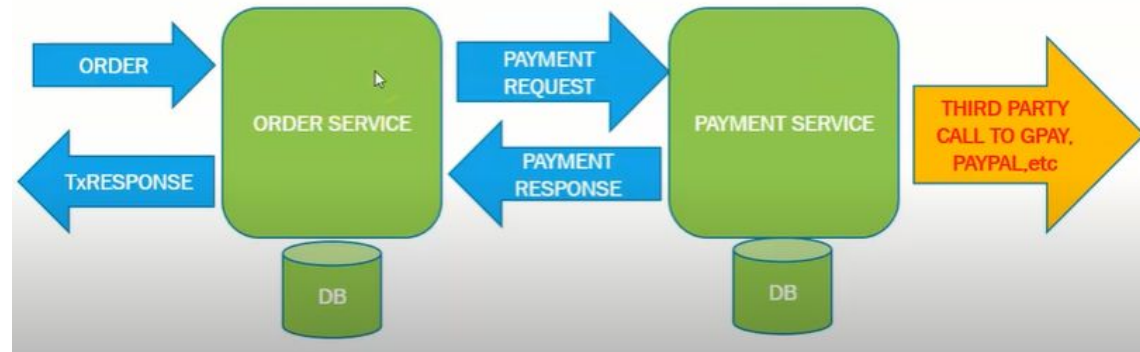 ORDER
TxRESPONSE
ORDER SERVICE
DB
PAYMENT
REQUEST
PAYMENT
RESPONSE
PAYMENT SERVICE
DB
THIRD PARTY
CALL TO GPAY,
PAYPAL,etc